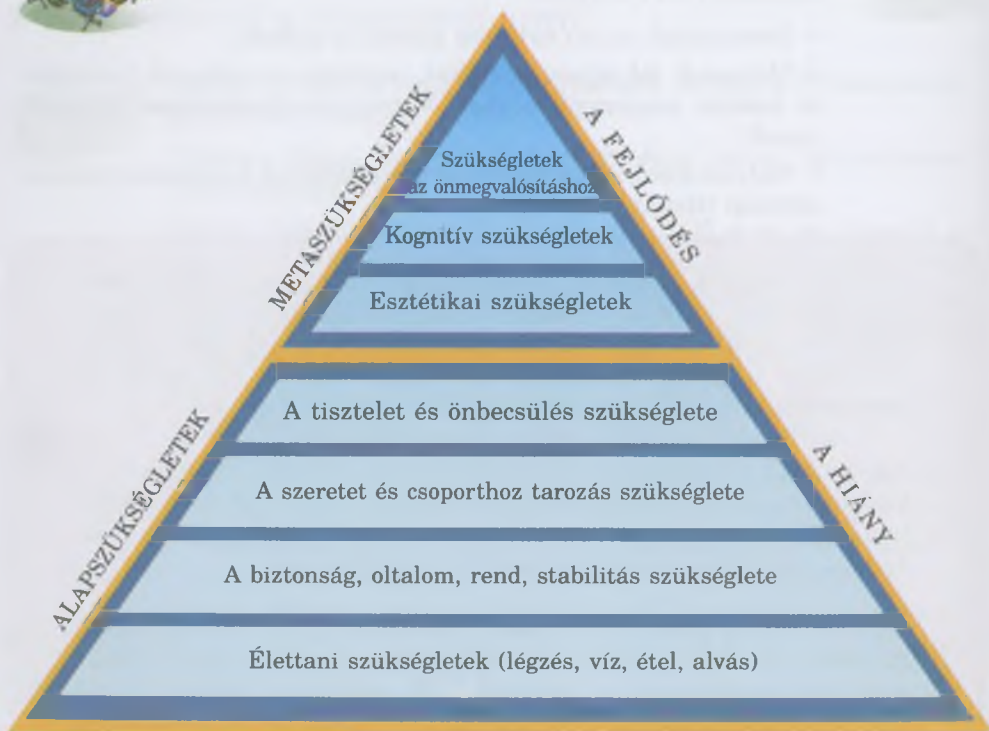 METASZÜKSÉGLETEK
A FEJLŐDÉS
Szükségletek
az önmegvalósításhoz
Kognitív szükségletek
Esztétikai szükségletek
ALAPSZÜKSÉGLETEK
A HIÁNY
A tisztelet és önbecsülés szükséglete
A szeretet és csoporthoz tarozás szükséglete
A biztonság, oltalom, rend, stabilitás szükséglete
Élettani szükségletek (légzés, víz, étel, alvás)